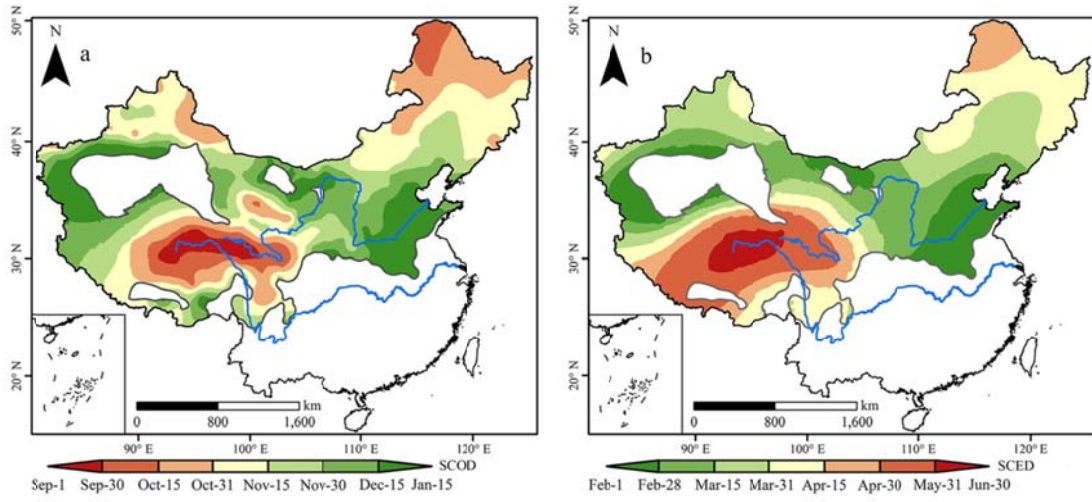 50° N
40° N
30° N
20° N
N
a
km
0 800 1,600
90° E 100° E 110° E 120° E
SCOD
Sep-1 Sep-30 Oct-15 Oct-31 Nov-15 Nov-30 Dec-15 Jan-15
50° N
40° N
30° N
20° N
N
b
km
0 800 1,600
90° E 100° E 110° E 120° E
SCED
Feb-1 Feb-28 Mar-15 Mar-31 Apr-15 Apr-30 May-31 Jun-30